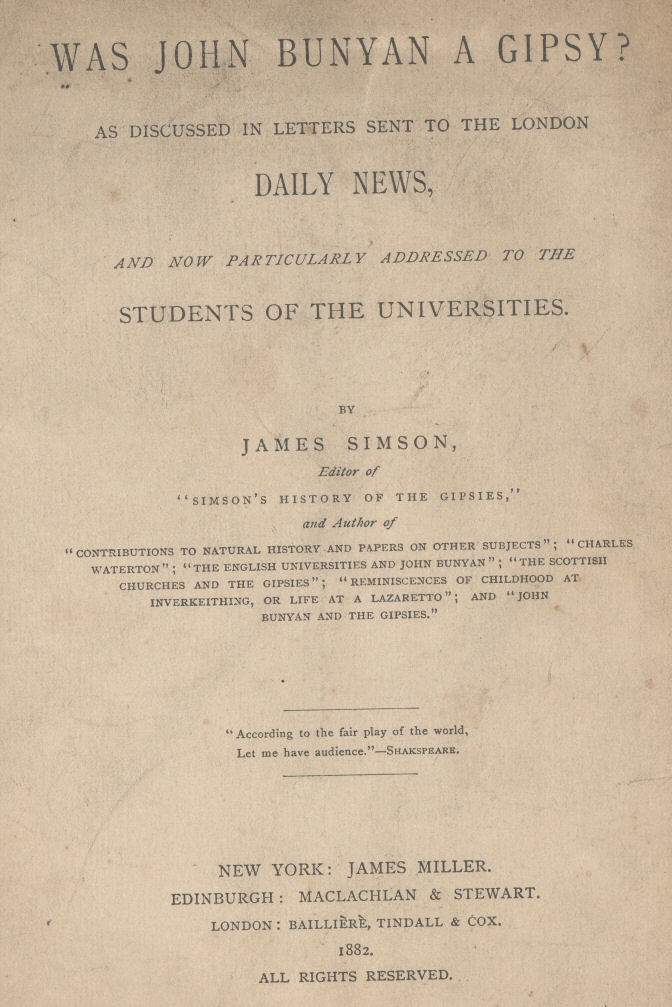 WAS JOHN BUNYAN A GIPSY?
AS DISCUSSED IN LETTERS SENT TO THE LONDON
DAILY NEWS,
AND NOW PARTICULARLY ADDRESSED TO THE
STUDENTS OF THE UNIVERSITIES.
BY
JAMES SIMSON,
Editor of
"SIMSON'S HISTORY OF THE GIPSIES,"
and Author of
"CONTRIBUTIONS TO NATURAL HISTORY AND PAPERS ON OTHER SUBJECTS"; "CHARLES
WATERTON"; "THE ENGLISH UNIVERSITIES AND JOHN BUNYAN"; "THE SCOTTISH
CHURCHES AND THE GIPSIES"; "REMINISCENCES OF CHILDHOOD AT
INVERKEITHING, OR LIFE AT A LAZARETTO"; AND "JOHN
BUNYAN AND THE GIPSIES."
"According to the fair play of the world,
Let me have audience."—SHAKSPEARE.
NEW YORK: JAMES MILLER.
EDINBURGH: MACLACHLAN & STEWART.
LONDON: BAILLIÈRE, TINDALL & COX.
1882.
ALL RIGHTS RESERVED.